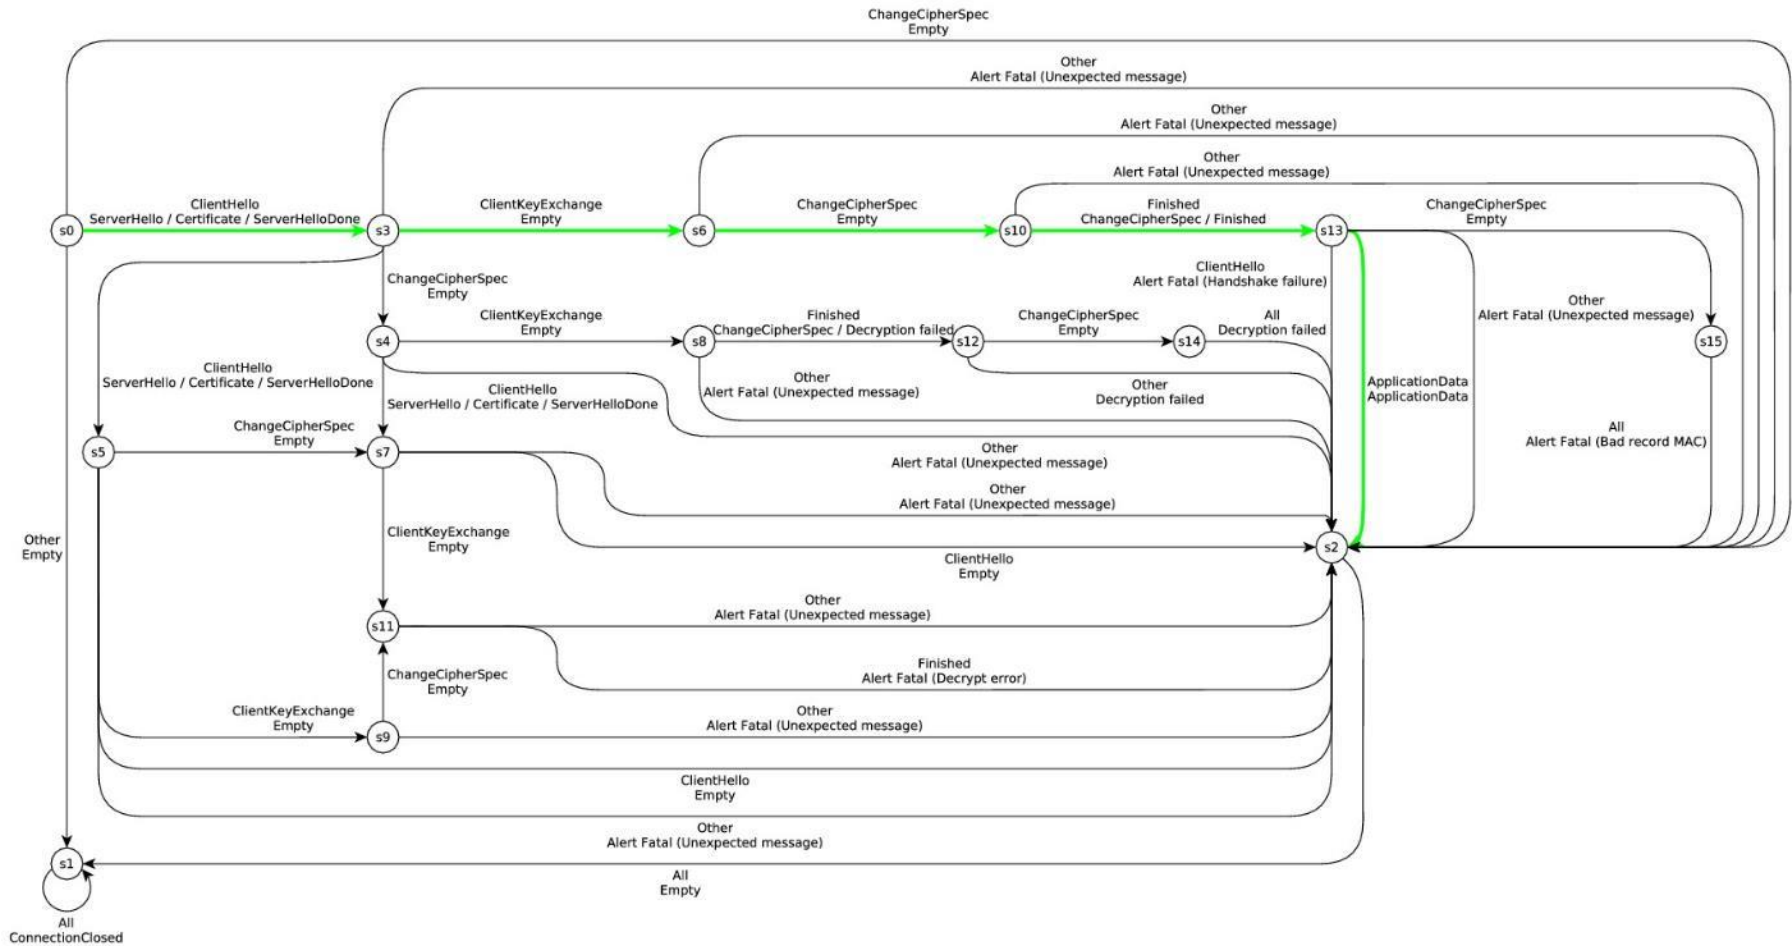 ChangeCipherSpec
Empty
Other
Alert Fatal (Unexpected message)
Other
Alert Fatal (Unexpected message)
Other
Alert Fatal (Unexpected message)
ClientHello
ServerHello / Certificate / ServerHelloDone
ClientKeyExchange
Empty
ChangeCipherSpec
Empty
Finished
ChangeCipherSpec / Finished
ChangeCipherSpec
Empty
s0
s3
s6
s10
s13
ChangeCipherSpec
Empty
ClientHello
Alert Fatal (Handshake failure)
Other
Alert Fatal (Unexpected message)
ClientKeyExchange
Empty
Finished
ChangeCipherSpec / Decryption failed
ChangeCipherSpec
Empty
All
Decryption failed
s4
s8
s12
s14
s15
ClientHello
ServerHello / Certificate / ServerHelloDone
ClientHello
ServerHello / Certificate / ServerHelloDone
Other
Alert Fatal (Unexpected message)
Other
Decryption failed
ApplicationData
ApplicationData
ChangeCipherSpec
Empty
All
Alert Fatal (Bad record MAC)
s5
s7
Other
Alert Fatal (Unexpected message)
Other
Alert Fatal (Unexpected message)
Other
Empty
ClientKeyExchange
Empty
s2
ClientHello
Empty
Other
Alert Fatal (Unexpected message)
s11
Finished
Alert Fatal (Decrypt error)
ChangeCipherSpec
Empty
ClientKeyExchange
Empty
Other
Alert Fatal (Unexpected message)
s9
ClientHello
Empty
Other
Alert Fatal (Unexpected message)
s1
All
Empty
All
ConnectionClosed